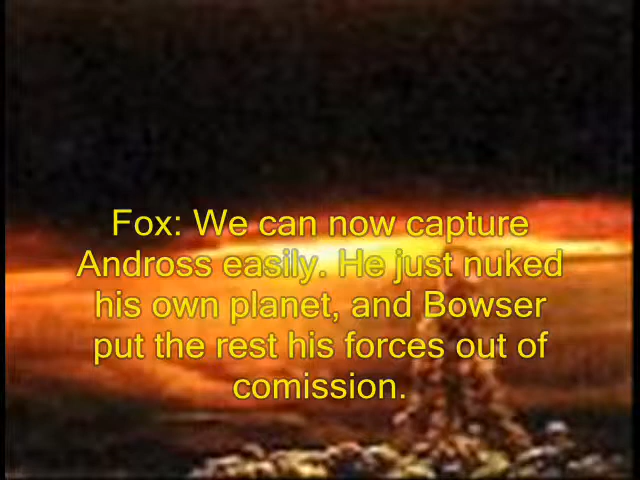 Fox: We can now capture
Andross easily. He just nuked
his own planet, and Bowser
put the rest his forces out of
comission.